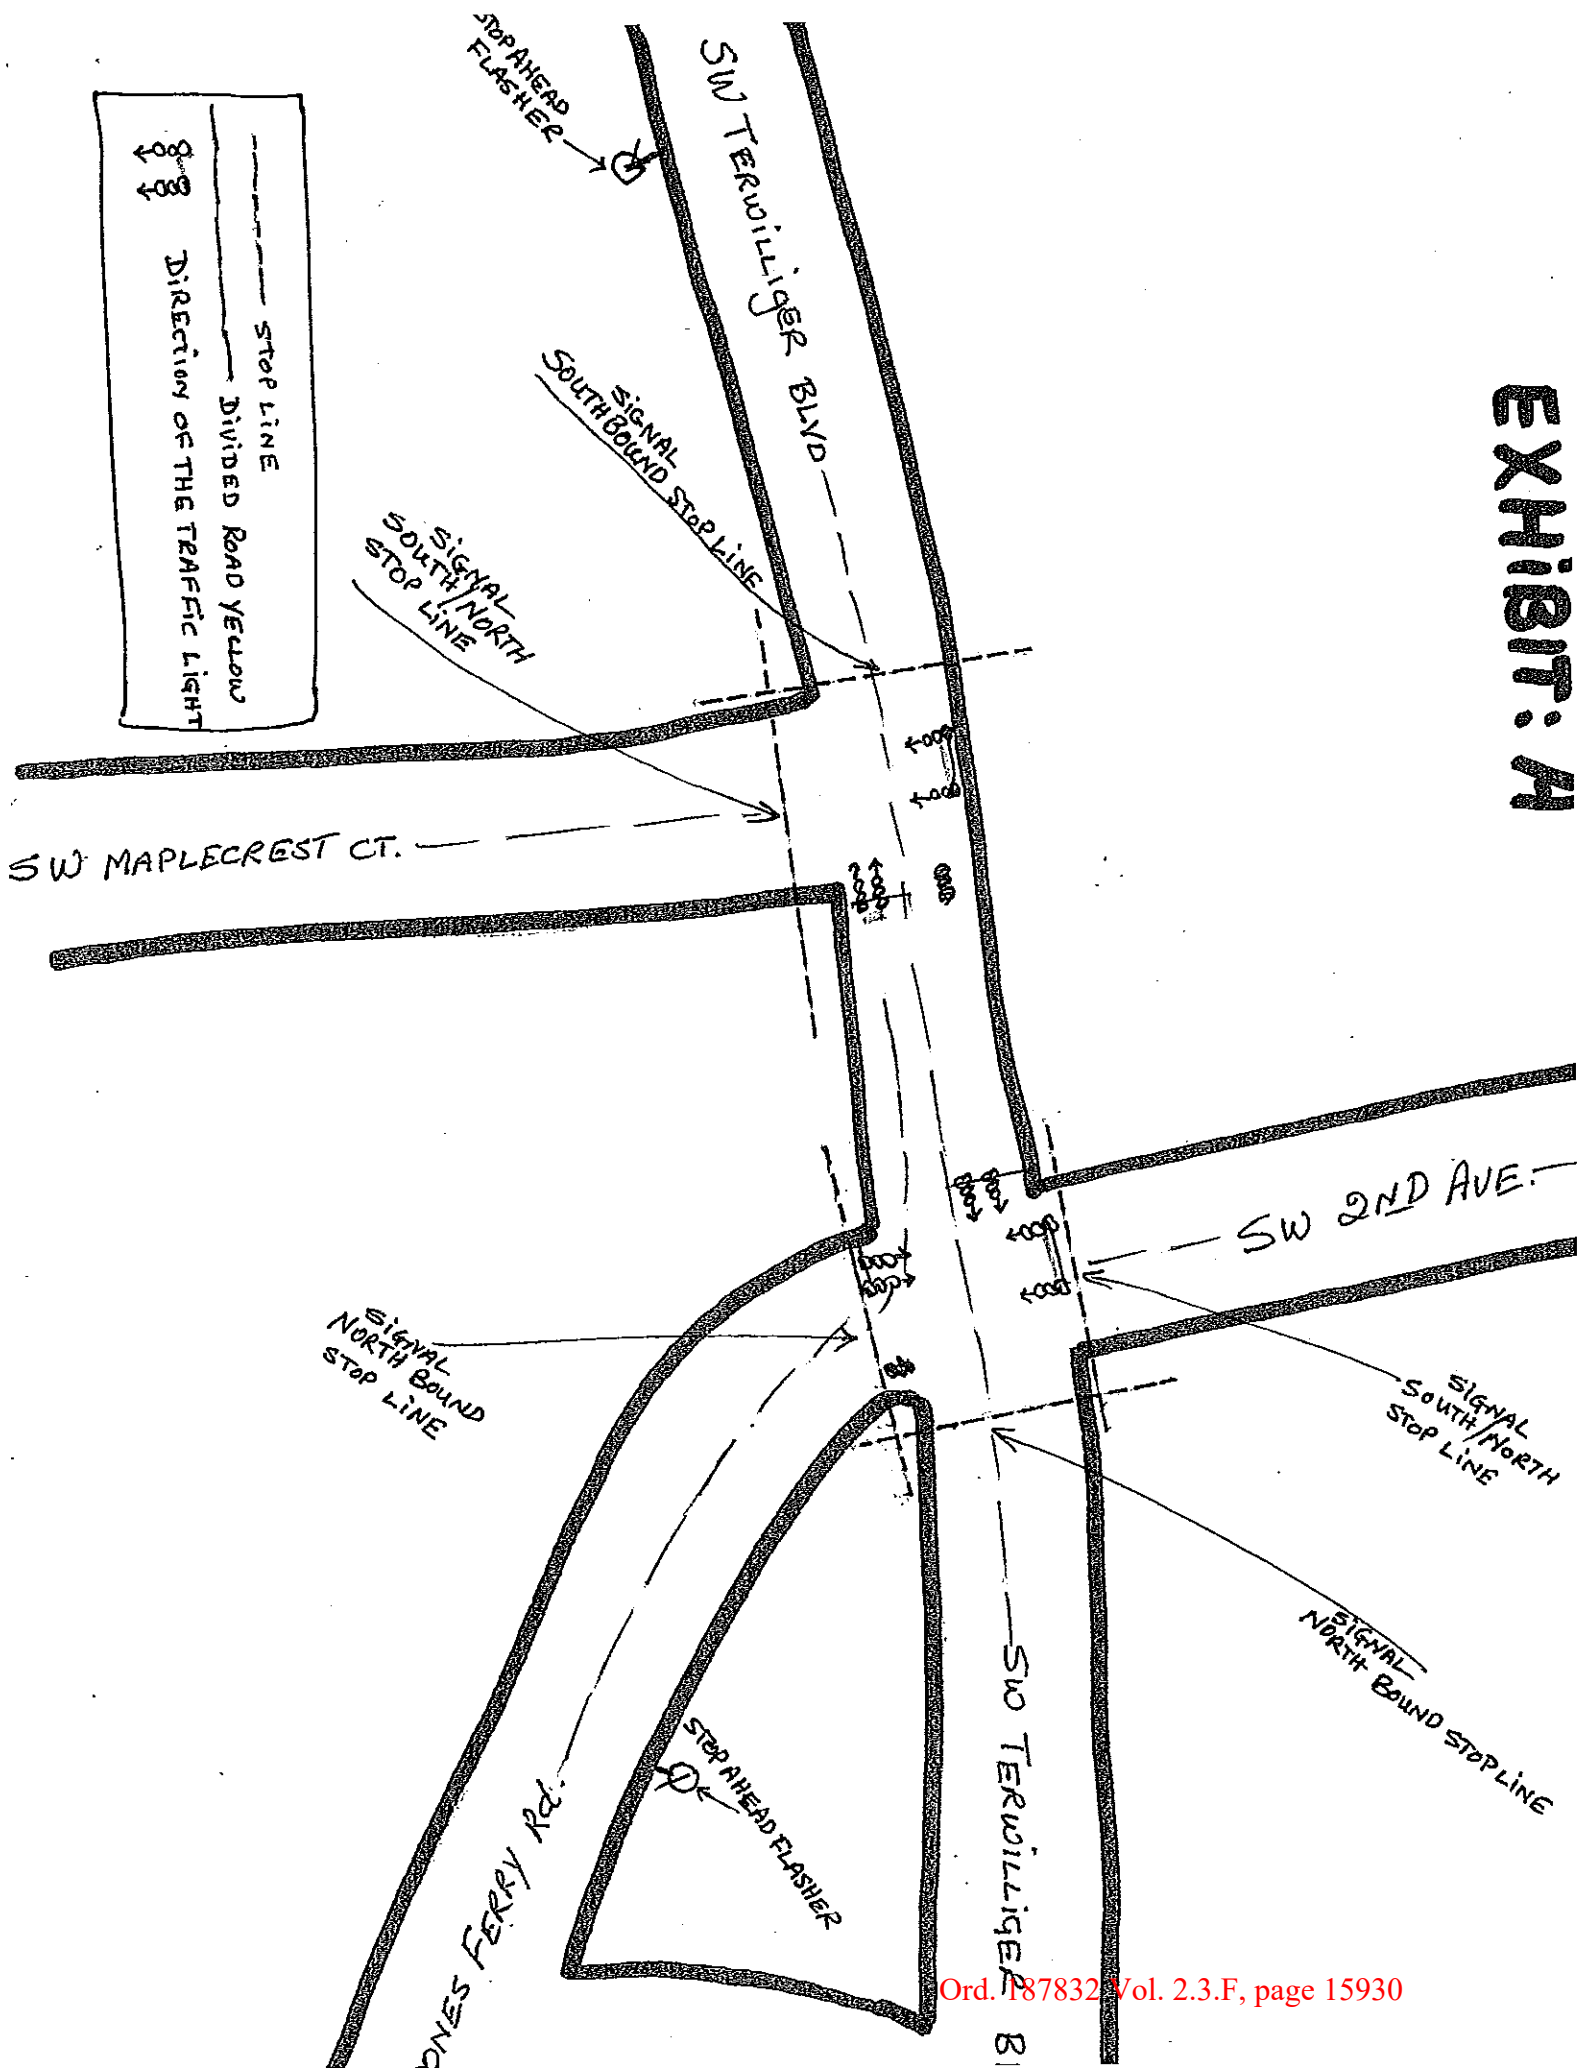 EXHIBIT: A
STOP AHEAD
FLASHER
SW TERWILLIGER BLVD
STOP LINE
DIVIDED ROAD YELLOW
DIRECTION OF THE TRAFFIC LIGHT
SIGNAL
SOUTHBOUND STOP LINE
SIGNAL
SOUTH/NORTH
STOP LINE
SW MAPLECREST CT.
SW 2ND AVE.
SIGNAL
NORTH BOUND
STOP LINE
SIGNAL
SOUTH/NORTH
STOP LINE
SIGNAL
NORTH BOUND STOP LINE
STOP AHEAD FLASHER
ONES FERRY Rd.
SW TERWILLIGER Bl
Ord. 187832 Vol. 2.3.F, page 15930